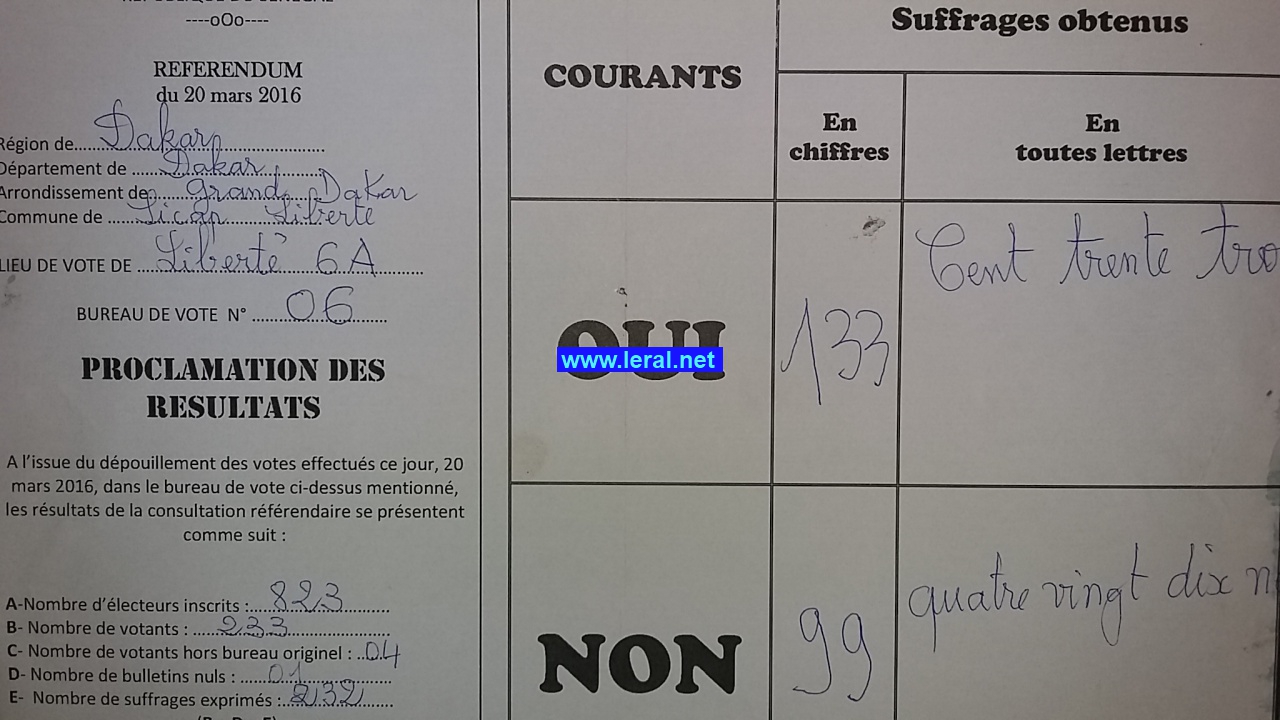 ----oOo----
REFERENDUM
du 20 mars 2016
Région de Dakar
Département de Dakar
Arrondissement de Grand Dakar
Commune de Sicap Liberté
LIEU DE VOTE DE Liberté 6A
BUREAU DE VOTE N° 06
PROCLAMATION DES
RESULTATS
A l'issue du dépouillement des votes effectués ce jour, 20
mars 2016, dans le bureau de vote ci-dessus mentionné,
les résultats de la consultation référendaire se présentent
comme suit :
A-Nombre d'électeurs inscrits : 823
B- Nombre de votants : 233
C- Nombre de votants hors bureau originel : 04
D- Nombre de bulletins nuls : 01
E- Nombre de suffrages exprimés : 232
COURANTS
Suffrages obtenus
En
chiffres
En
toutes lettres
OUI
133
Cent trente tro
www.leral.net
NON
99
quatre vingt dix n